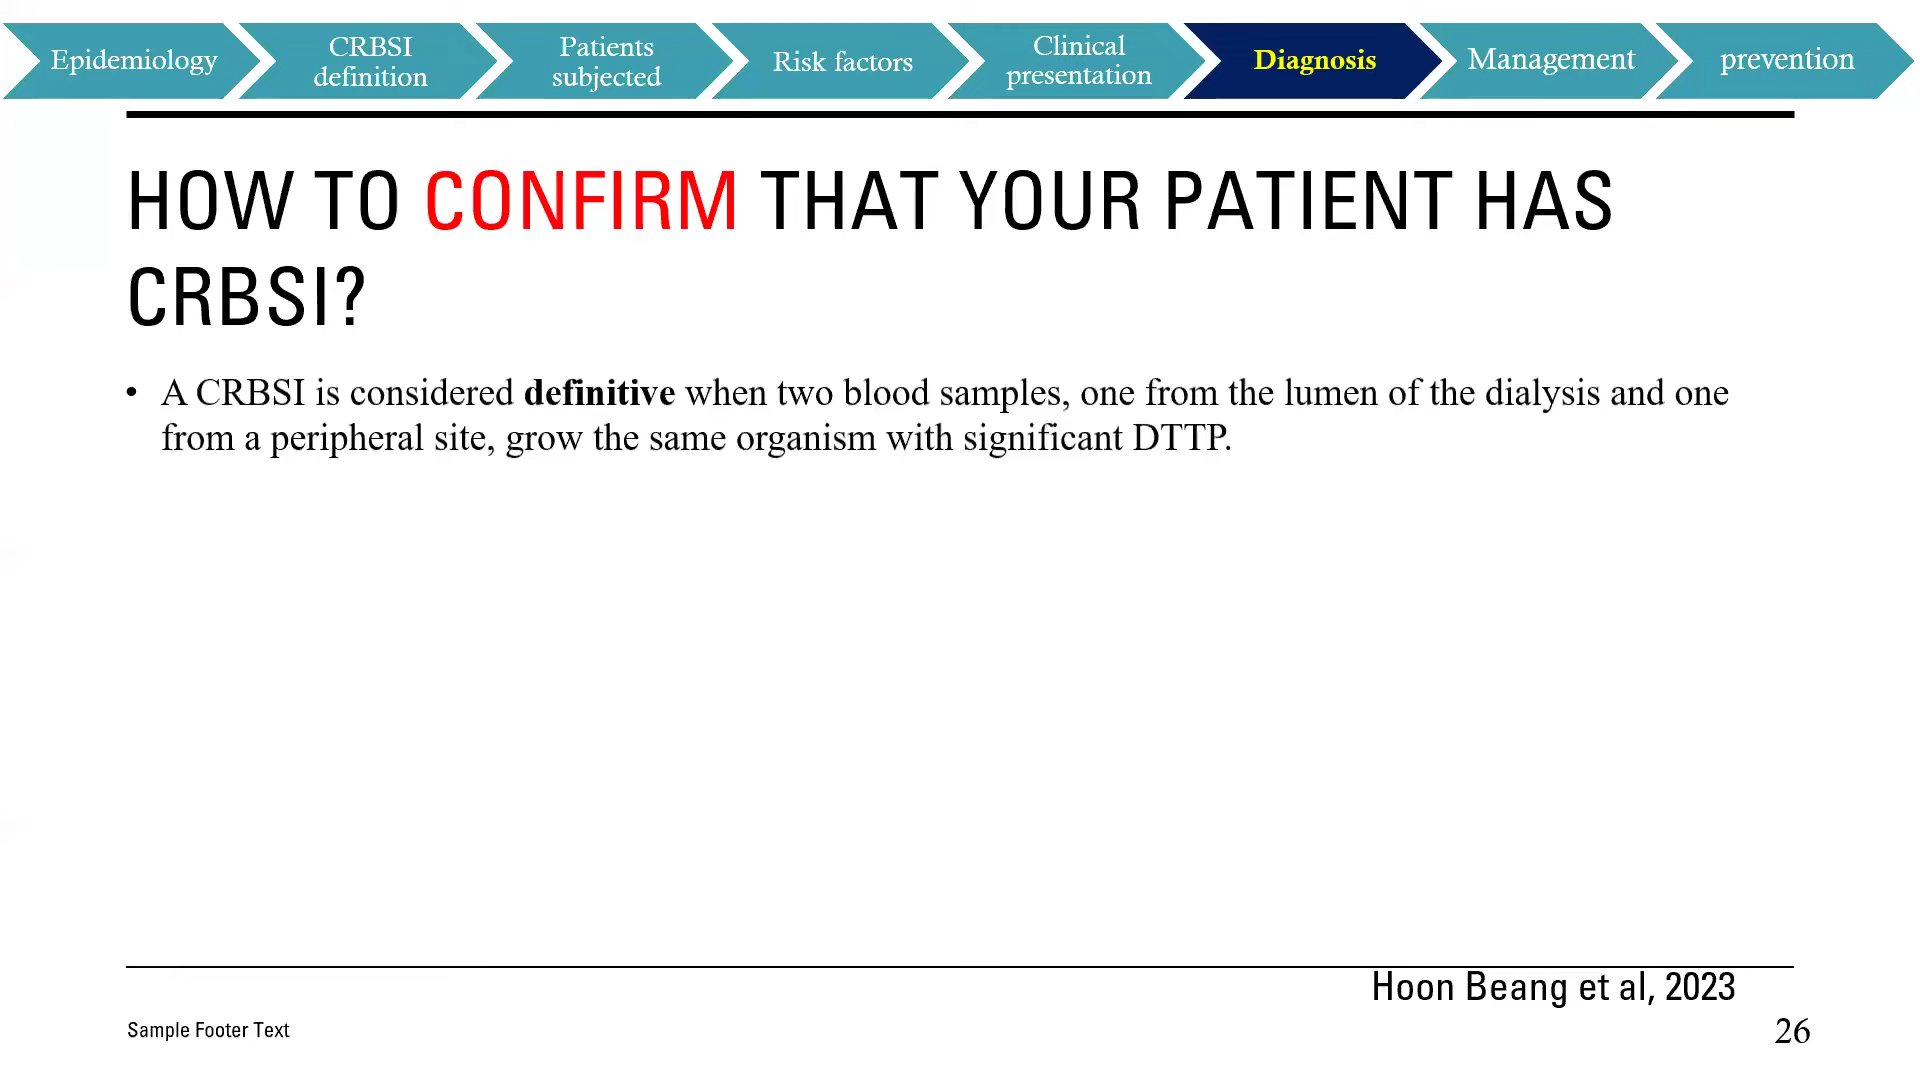 Epidemiology
CRBSI
definition
Patients
subjected
Risk factors
Clinical
presentation
Diagnosis
Management
prevention
HOW TO CONFIRM THAT YOUR PATIENT HAS
CRBSI?
• A CRBSI is considered definitive when two blood samples, one from the lumen of the dialysis and one
from a peripheral site, grow the same organism with significant DTTP.
Hoon Beang et al, 2023
Sample Footer Text
26